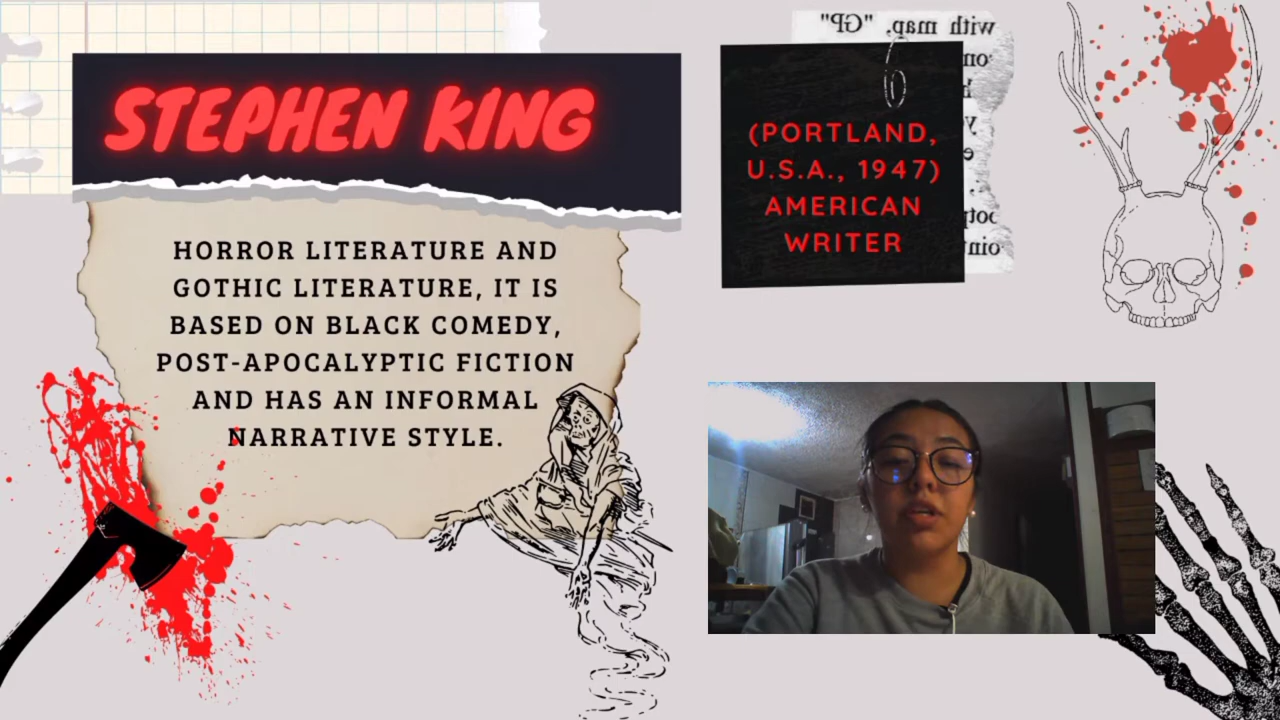 STEPHEN KING
HORROR LITERATURE AND
GOTHIC LITERATURE, IT IS
BASED ON BLACK COMEDY,
POST-APOCALYPTIC FICTION
AND HAS AN INFORMAL
NARRATIVE STYLE.
with map. "GP"
(PORTLAND,
U.S.A., 1947)
AMERICAN
WRITER